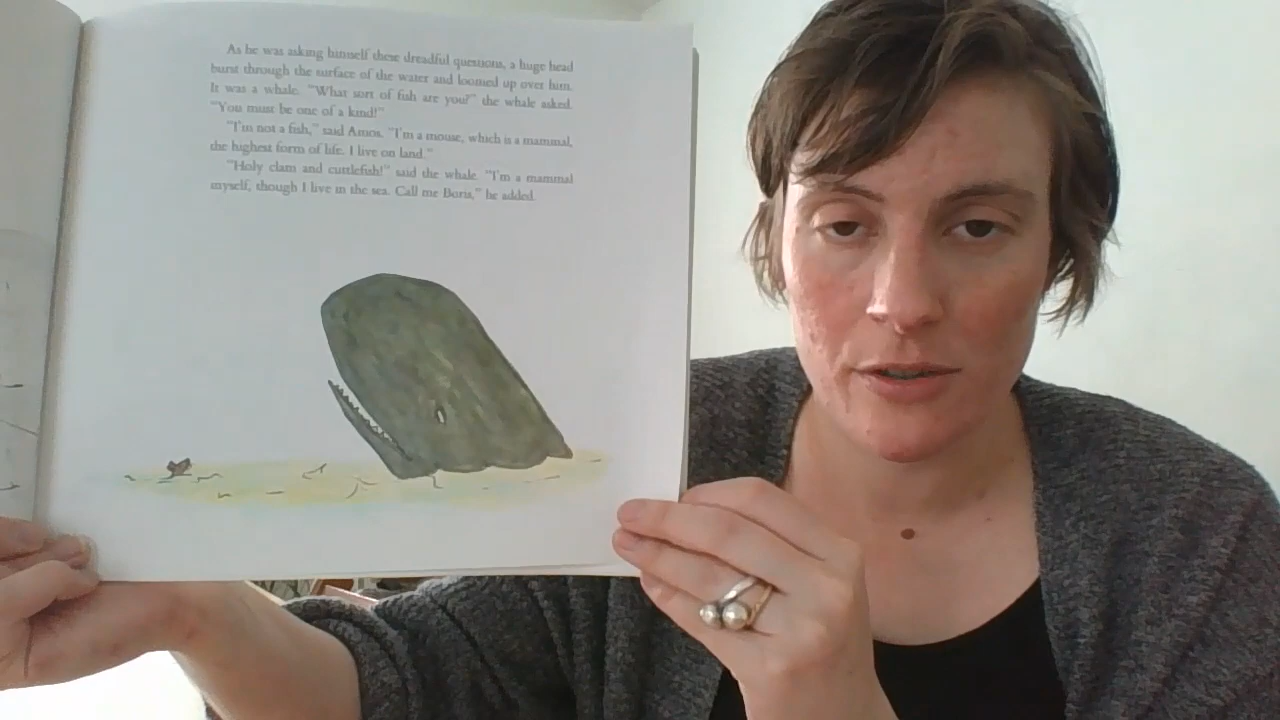 As he was asking himself these dreadful questions, a huge head
burst through the surface of the water and loomed up over him.
It was a whale. "What sort of fish are you?" the whale asked.
"You must be one of a kind!"
"I'm not a fish," said Amos. "I'm a mouse, which is a mammal,
the highest form of life. I live on land."
"Holy clam and cuttlefish!" said the whale. "I'm a mammal
myself, though I live in the sea. Call me Boris," he added.